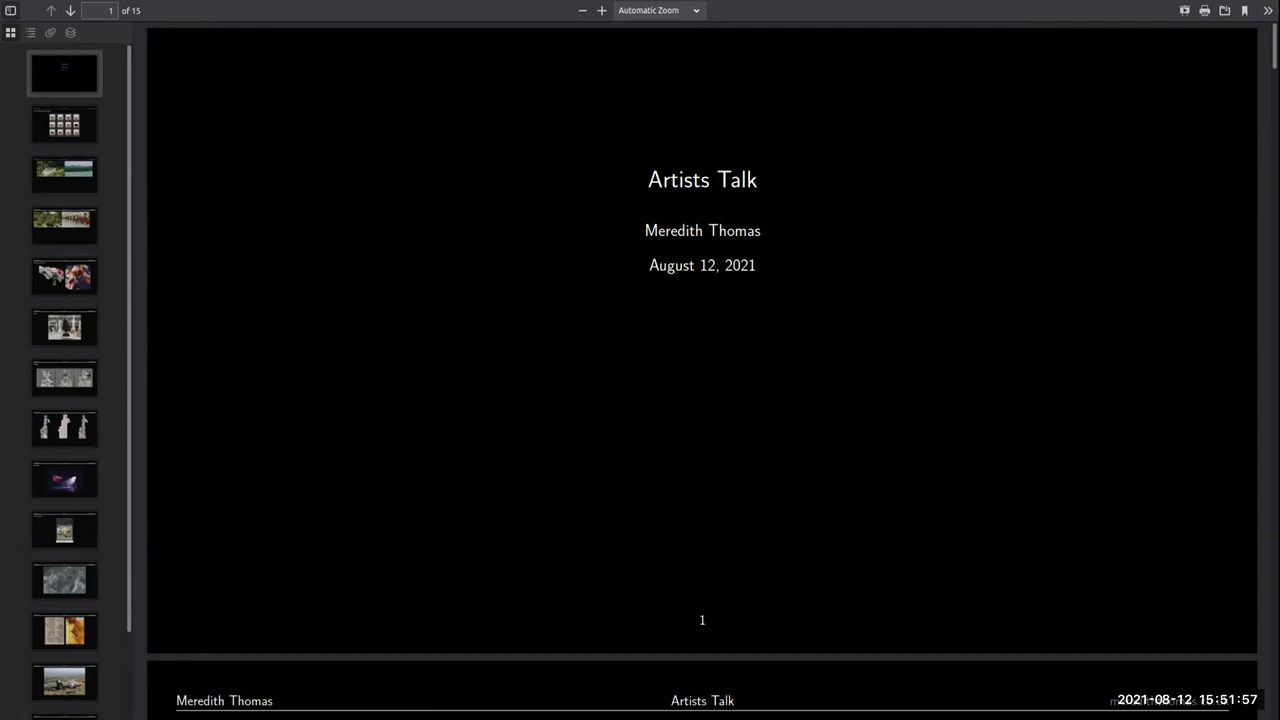 1 of 15 Automatic Zoom
Artists Talk
Meredith Thomas
August 12, 2021
1
Meredith Thomas Artists Talk
2021-08-12 15:51:57